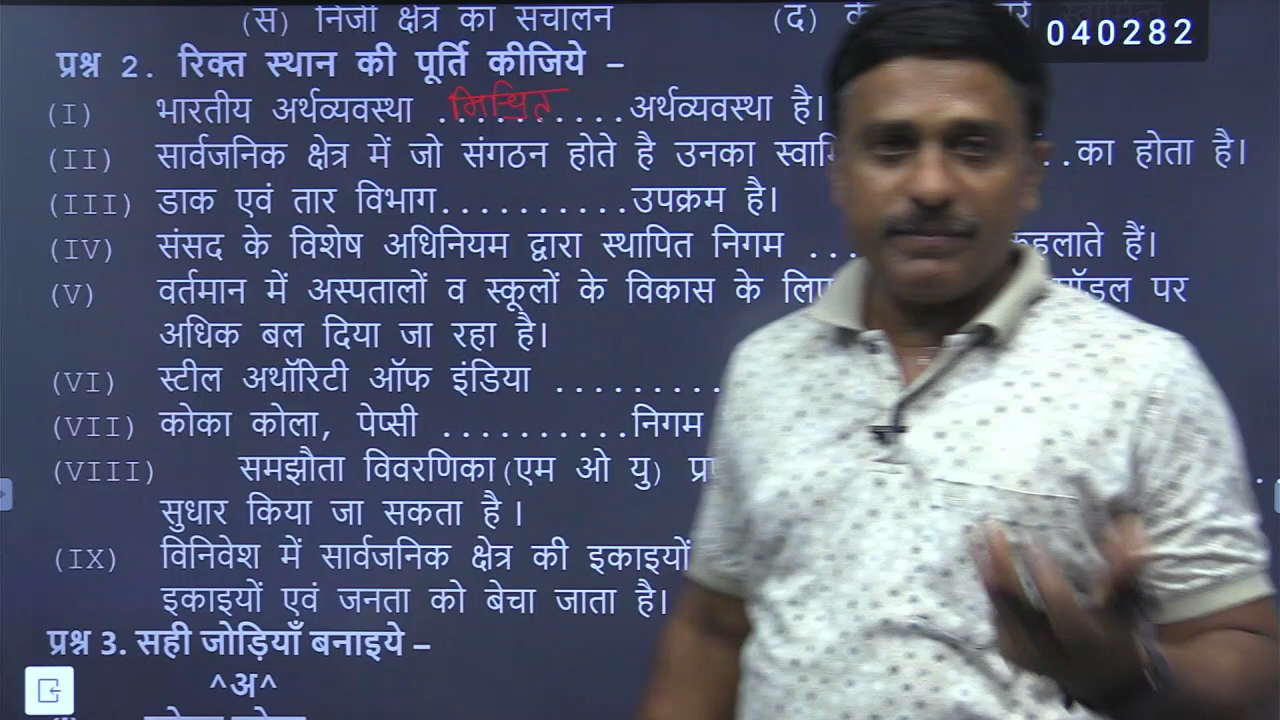 (स) निजी क्षेत्र का संचालन (द)
040282
प्रश्न 2. रिक्त स्थान की पूर्ति कीजिये –
(I) भारतीय अर्थव्यवस्था मिश्रित ..........अर्थव्यवस्था है।
(II) सार्वजनिक क्षेत्र में जो संगठन होते है उनका ..का होता है।
(III) डाक एवं तार विभाग..........उपक्रम है।
(IV) संसद के विशेष अधिनियम द्वारा स्थापित निगम ... कहलाते हैं।
(V) वर्तमान में अस्पतालों व स्कूलों के विकास के मॉडल पर
अधिक बल दिया जा रहा है।
(VI) स्टील अथॉरिटी ऑफ इंडिया .........
(VII) कोका कोला, पेप्सी ..........निगम
(VIII) समझौता विवरणिका(एम ओ यु)
सुधार किया जा सकता है।
(IX) विनिवेश में सार्वजनिक क्षेत्र की इकाइयों
इकाइयों एवं जनता को बेचा जाता है।
प्रश्न 3. सही जोड़ियाँ बनाइये –
^अ^